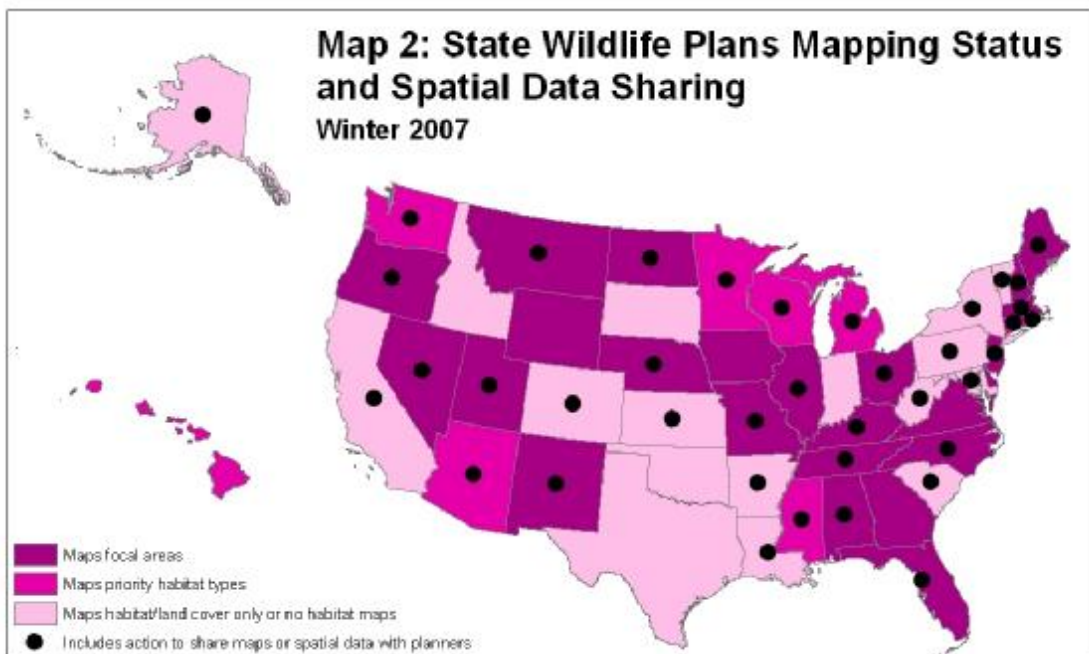 Map 2: State Wildlife Plans Mapping Status
and Spatial Data Sharing
Winter 2007
Maps focal areas
Maps priority habitat types
Maps habitat/land cover only or no habitat maps
Includes action to share maps or spatial data with planners